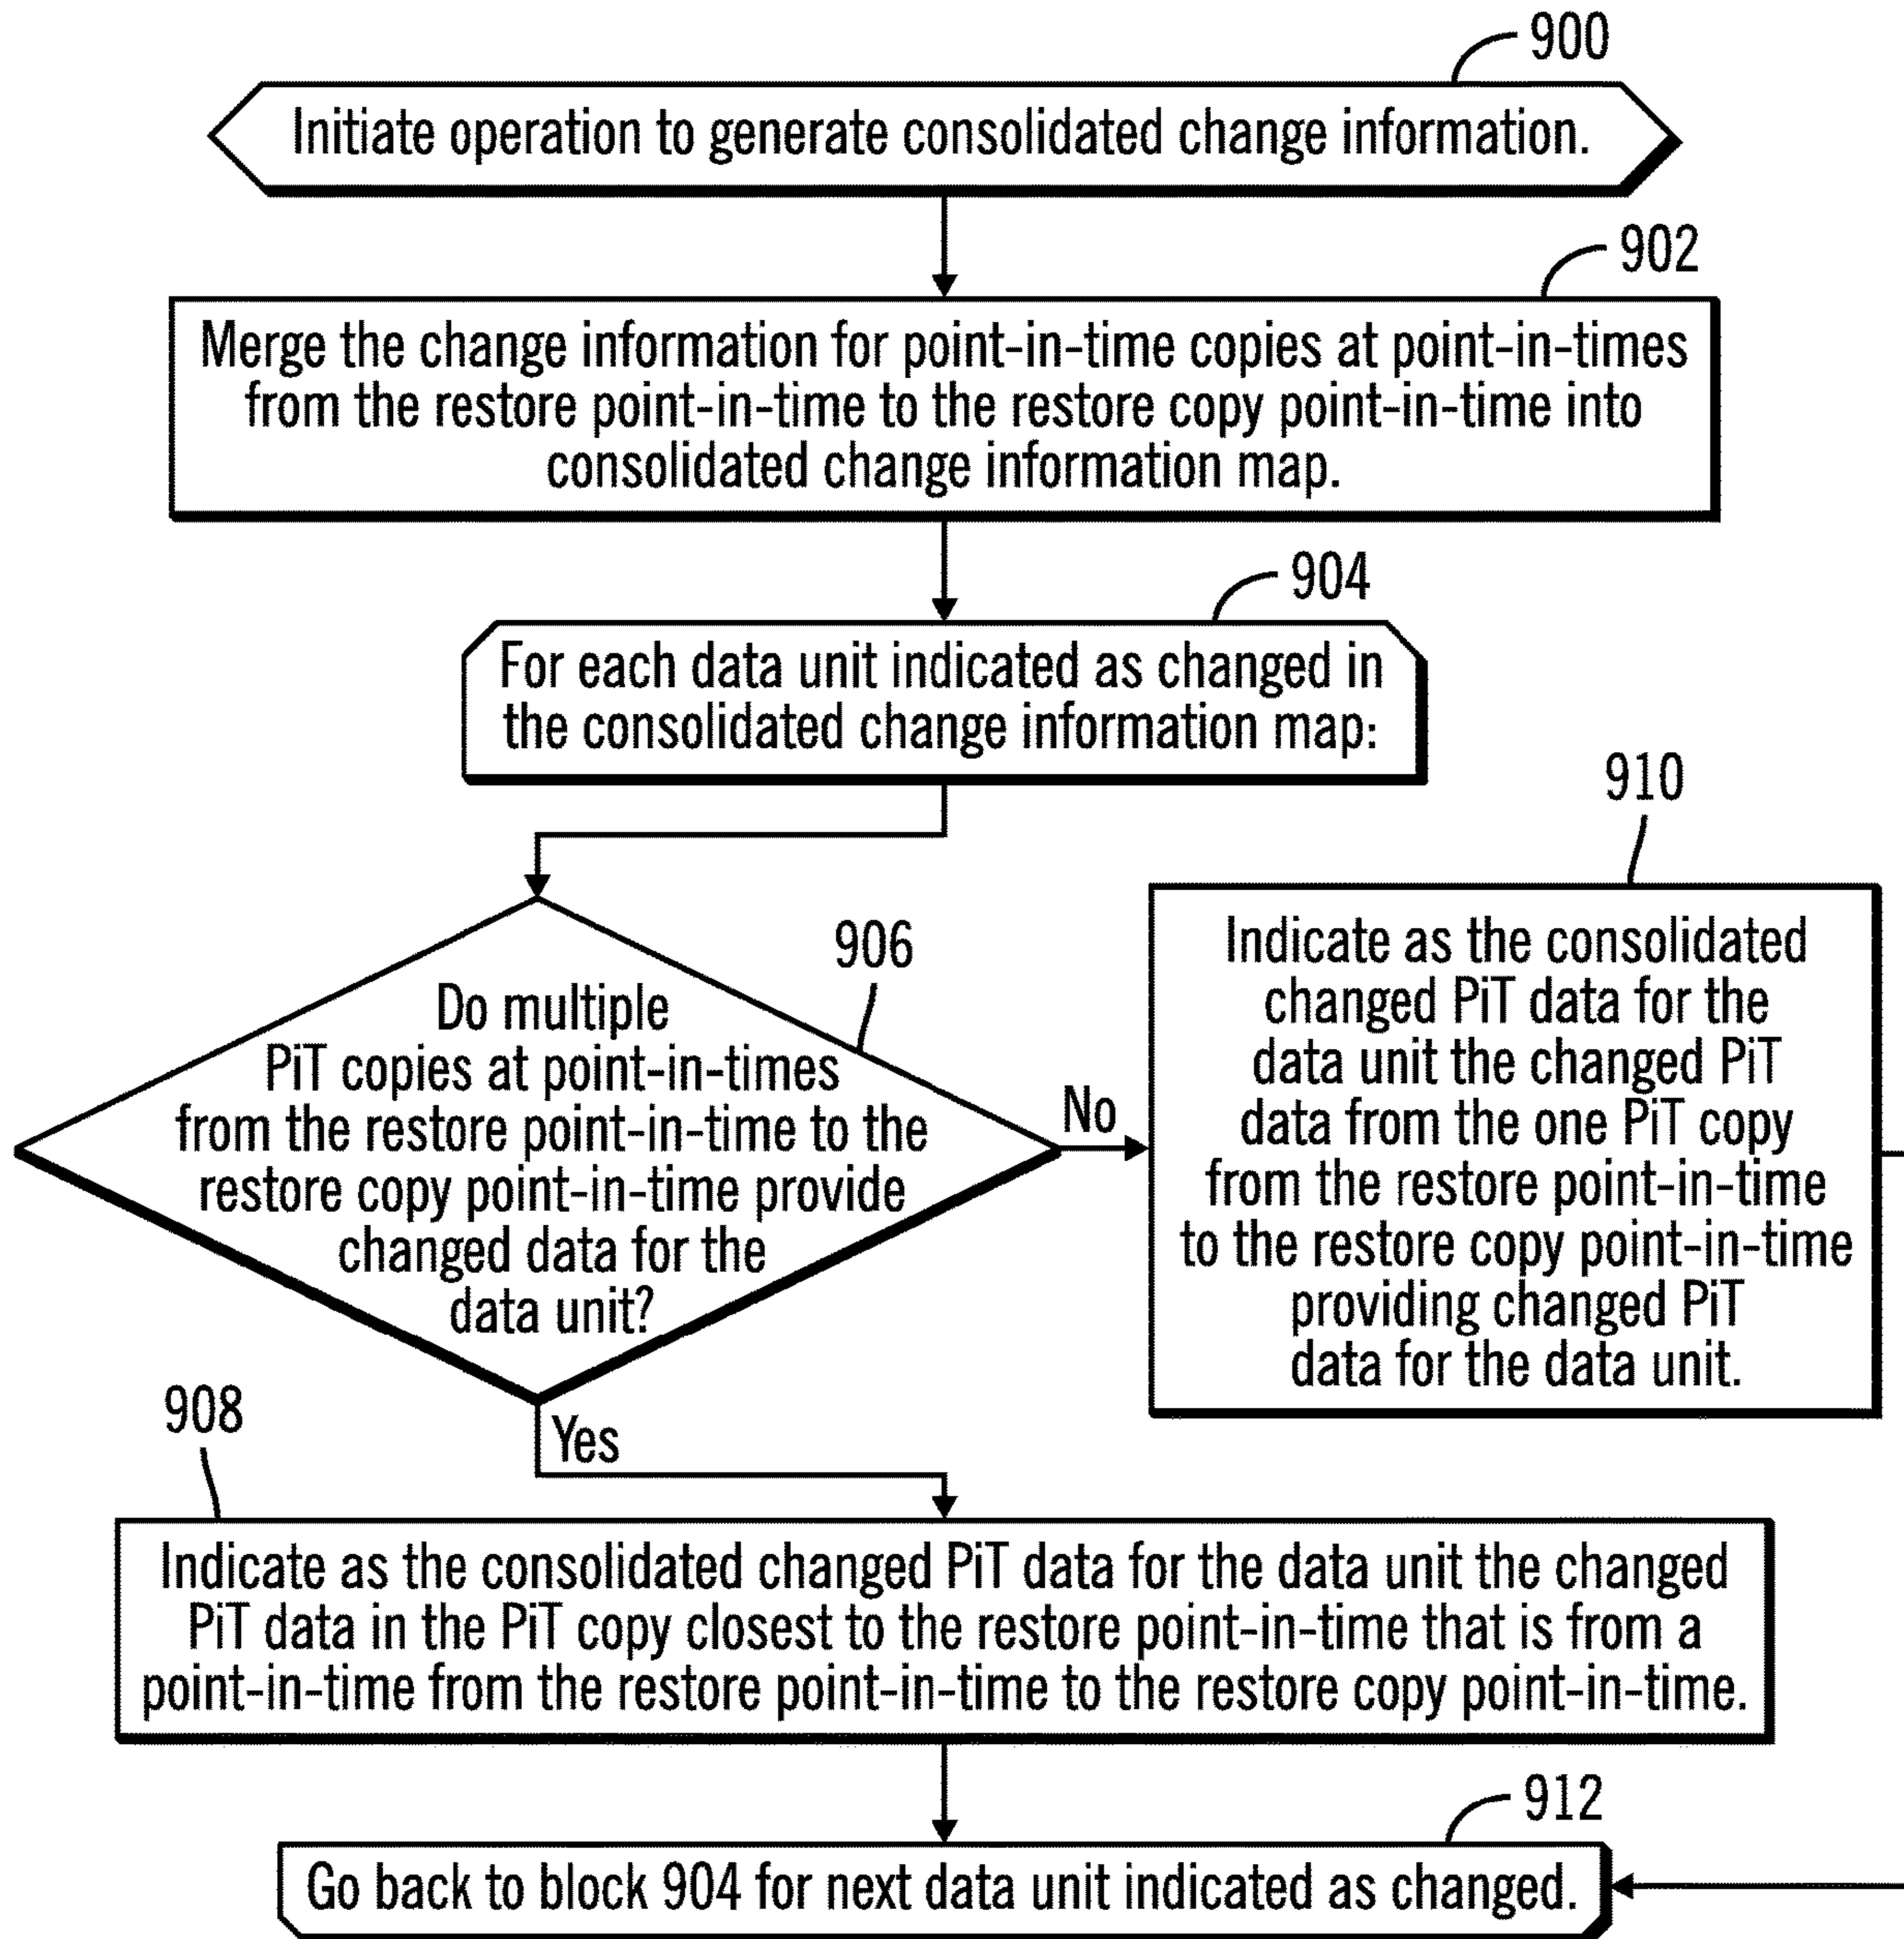 900
Initiate operation to generate consolidated change information.
902
Merge the change information for point-in-time copies at point-in-times
from the restore point-in-time to the restore copy point-in-time into
consolidated change information map.
904
For each data unit indicated as changed in
the consolidated change information map:
906
Do multiple
PiT copies at point-in-times
from the restore point-in-time to the
restore copy point-in-time provide
changed data for the
data unit?
No
910
Indicate as the consolidated
changed PiT data for the
data unit the changed PiT
data from the one PiT copy
from the restore point-in-time
to the restore copy point-in-time
providing changed PiT
data for the data unit.
Yes
908
Indicate as the consolidated changed PiT data for the data unit the changed
PiT data in the PiT copy closest to the restore point-in-time that is from a
point-in-time from the restore point-in-time to the restore copy point-in-time.
912
Go back to block 904 for next data unit indicated as changed.